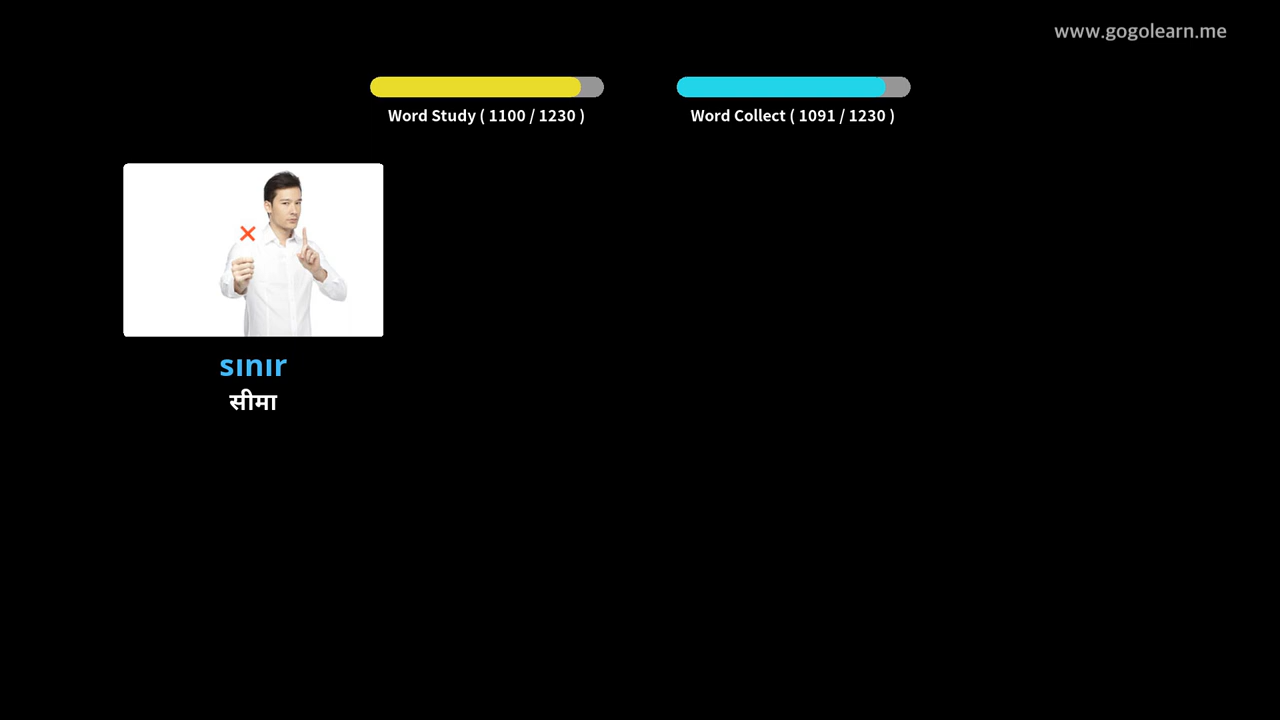 www.gogolearn.me
Word Study ( 1100 / 1230 )
Word Collect ( 1091 / 1230 )
sınır
सीमा